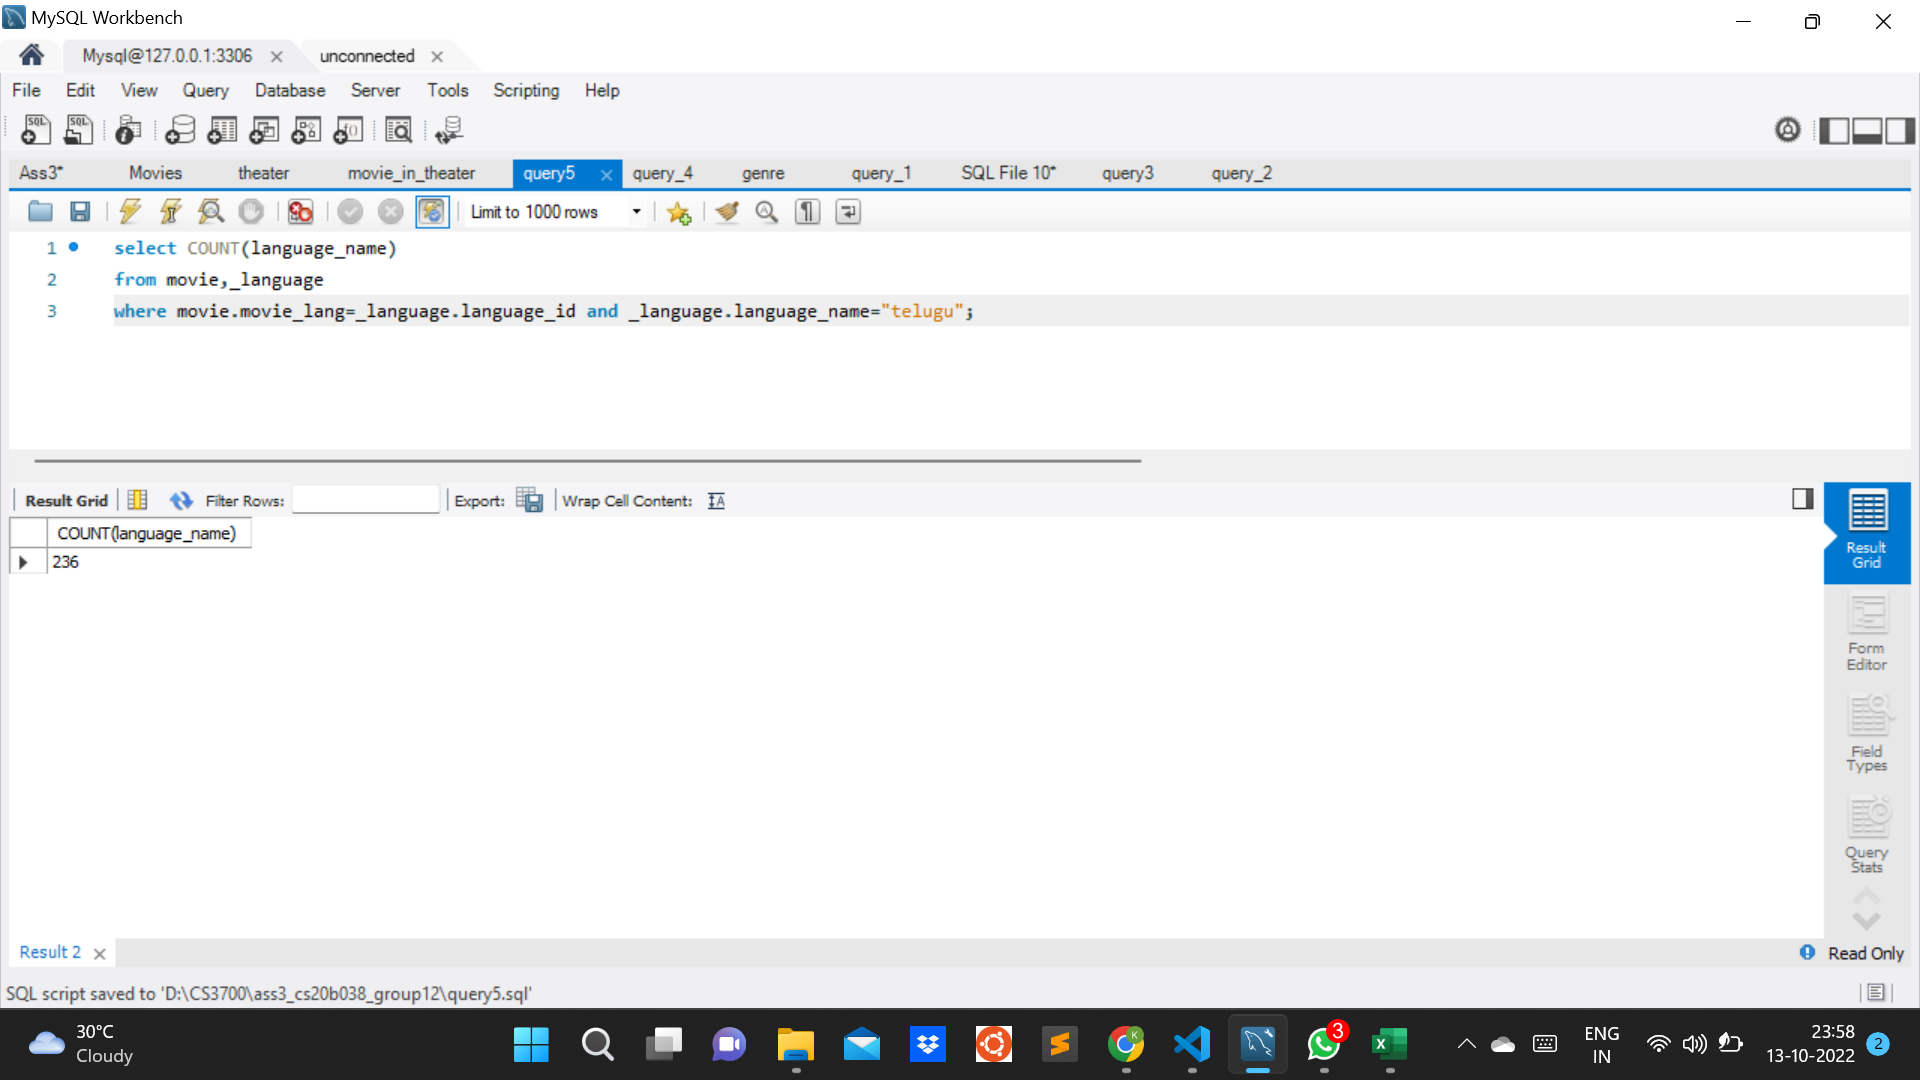 MySQL Workbench
Mysql@127.0.0.1:3306
unconnected
File Edit View Query Database Server Tools Scripting Help
SQL SQL
Ass3* Movies theater movie_in_theater query5 query_4 genre query_1 SQL File 10* query3 query_2
Limit to 1000 rows
1 select COUNT(language_name)
2 from movie,_language
3 where movie.movie_lang=_language.language_id and _language.language_name="telugu";
Result Grid Filter Rows: Export: Wrap Cell Content:
COUNT(language_name)
236
Result
Grid
Form
Editor
Field
Types
Query
Stats
Result 2
Read Only
SQL script saved to 'D:\CS3700\ass3_cs20b038_group12\query5.sql'
30°C
Cloudy
K
3
ENG
IN
23:58
13-10-2022
2